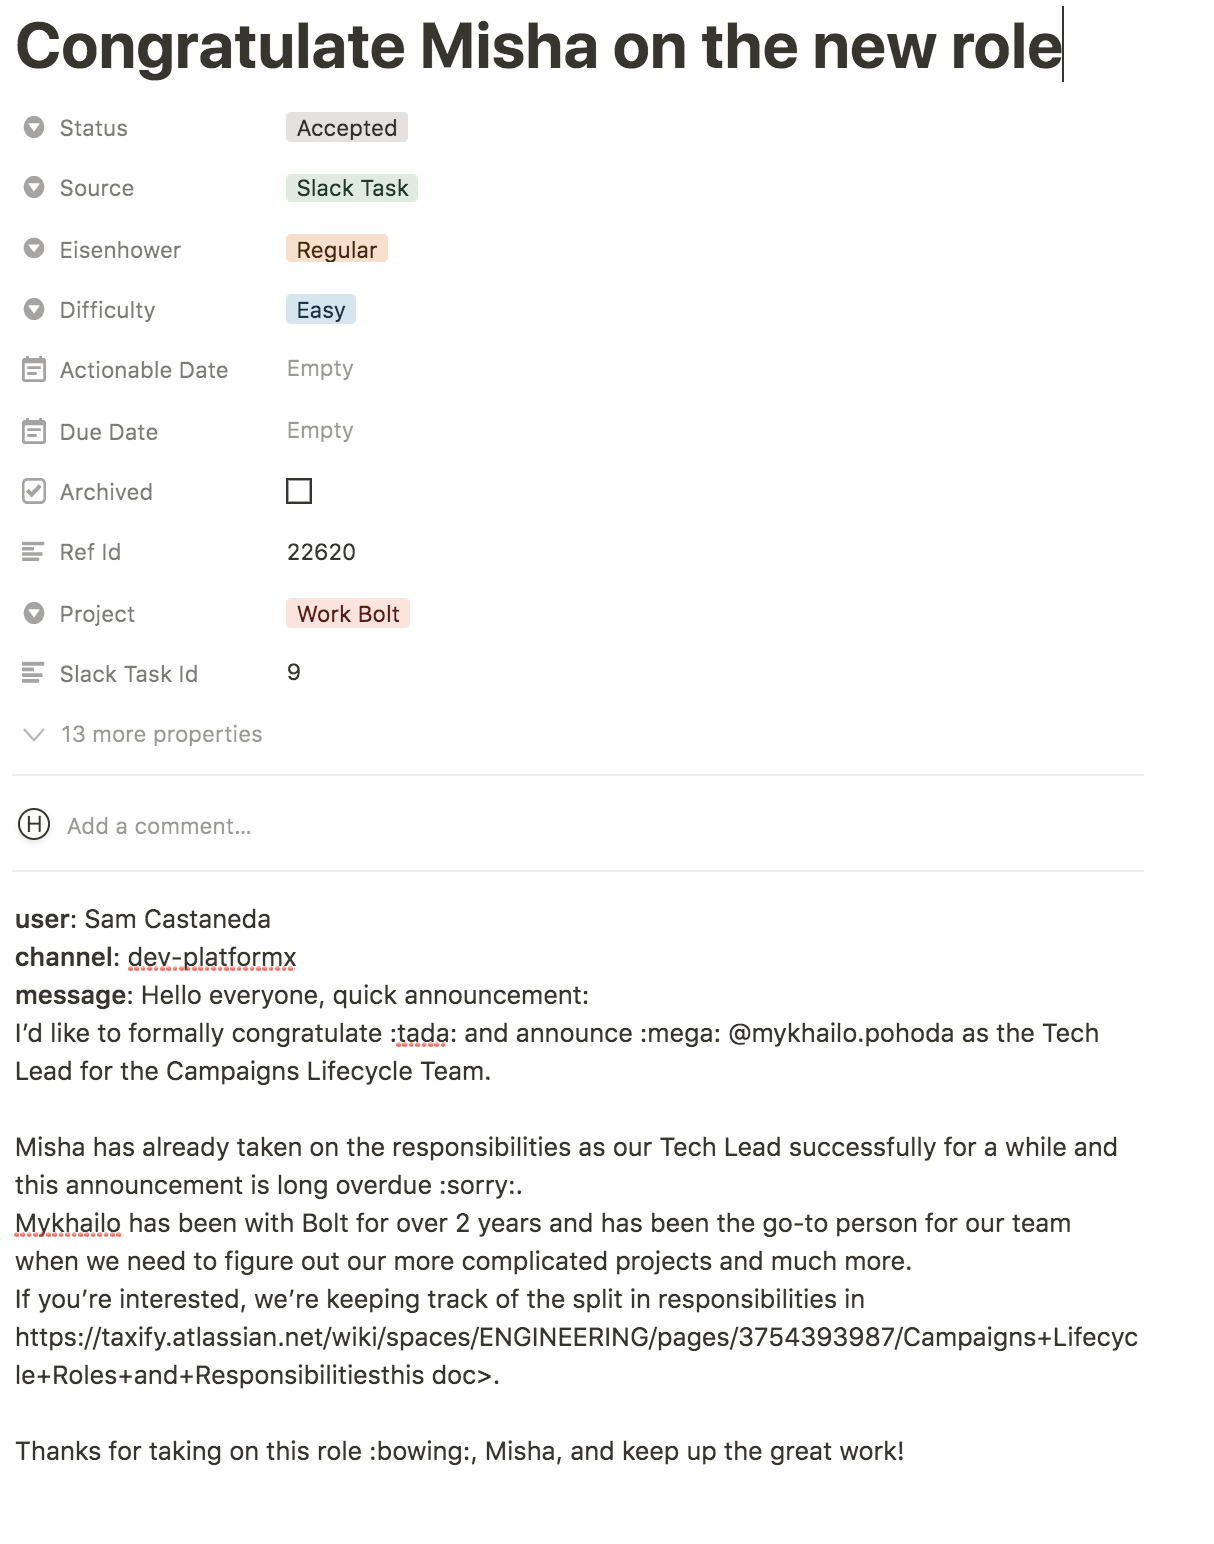 Congratulate Misha on the new role
Status Accepted
Source Slack Task
Eisenhower Regular
Difficulty Easy
Actionable Date Empty
Due Date Empty
Archived
Ref Id 22620
Project Work Bolt
Slack Task Id 9
13 more properties
H Add a comment...
user: Sam Castaneda
channel: dev-platformx
message: Hello everyone, quick announcement:
I’d like to formally congratulate :tada: and announce :mega: @mykhailo.pohoda as the Tech
Lead for the Campaigns Lifecycle Team.
Misha has already taken on the responsibilities as our Tech Lead successfully for a while and
this announcement is long overdue :sorry:.
Mykhailo has been with Bolt for over 2 years and has been the go-to person for our team
when we need to figure out our more complicated projects and much more.
If you’re interested, we’re keeping track of the split in responsibilities in
https://taxify.atlassian.net/wiki/spaces/ENGINEERING/pages/3754393987/Campaigns+Lifecyc
le+Roles+and+Responsibilitiesthis doc>.
Thanks for taking on this role :bowing:, Misha, and keep up the great work!